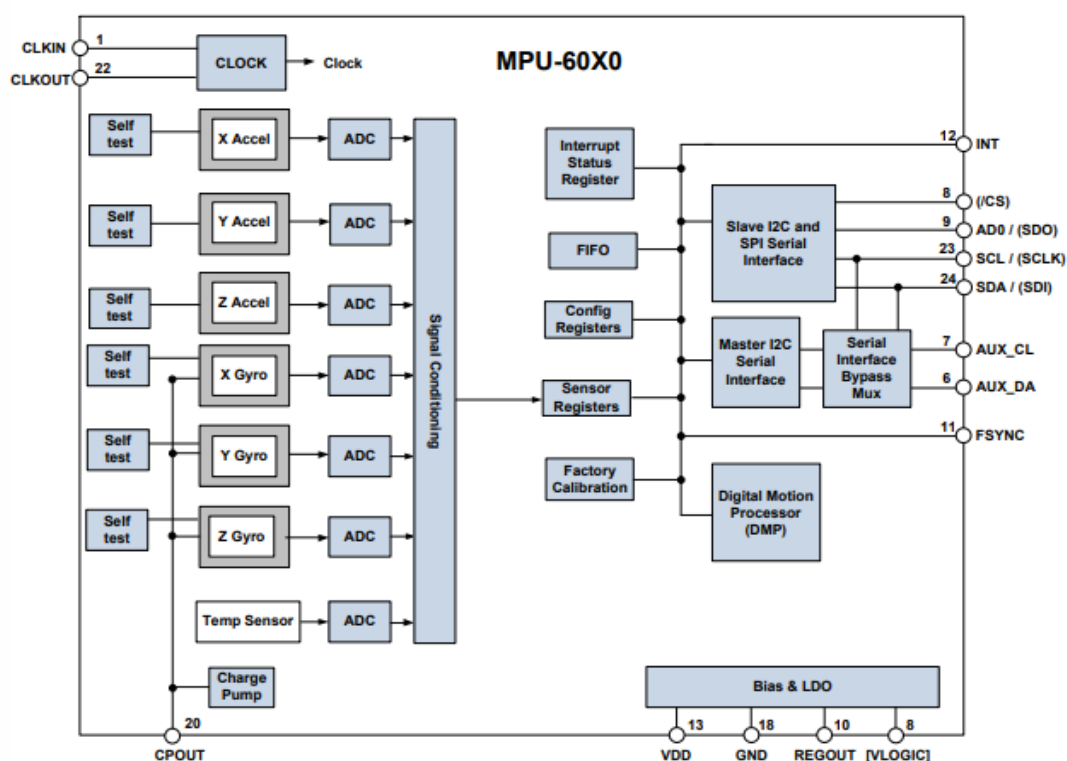 MPU-60X0
CLKIN
1
CLKOUT
22
CLOCK
Clock
Self
test
X Accel
ADC
Self
test
Y Accel
ADC
Self
test
Z Accel
ADC
Self
test
X Gyro
ADC
Self
test
Y Gyro
ADC
Self
test
Z Gyro
ADC
Temp Sensor
ADC
Charge
Pump
20
CPOUT
Signal Conditioning
Interrupt
Status
Register
FIFO
Config
Registers
Sensor
Registers
Factory
Calibration
Slave I2C and
SPI Serial
Interface
Master I2C
Serial
Interface
Serial
Interface
Bypass
Mux
Digital Motion
Processor
(DMP)
12
INT
8
(/CS)
9
AD0 / (SDO)
23
SCL / (SCLK)
24
SDA / (SDI)
7
AUX_CL
6
AUX_DA
11
FSYNC
Bias & LDO
13
18
10
8
VDD
GND
REGOUT
[VLOGIC]